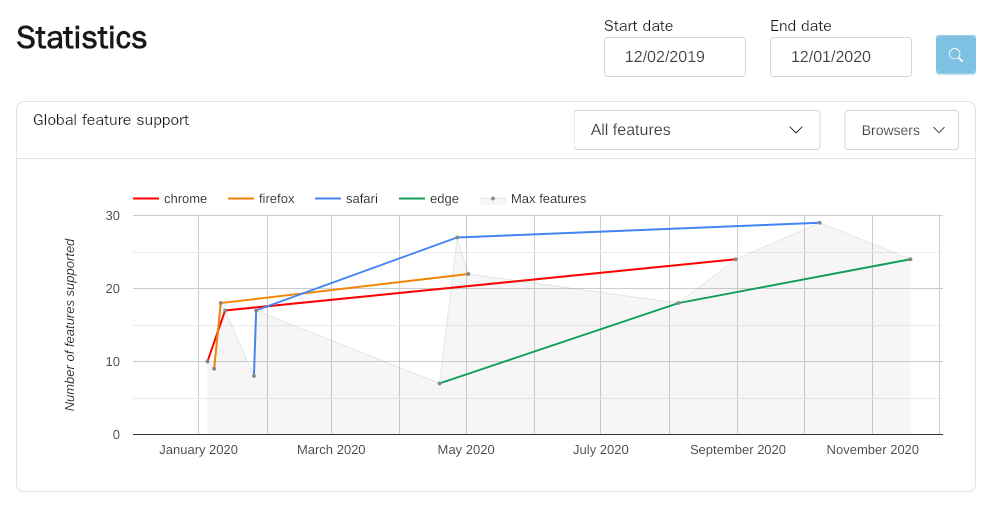 Statistics
Start date
End date
12/02/2019
12/01/2020
Global feature support
All features
Browsers
chrome
firefox
safari
edge
Max features
30
20
10
0
Number of features supported
January 2020
March 2020
May 2020
July 2020
September 2020
November 2020